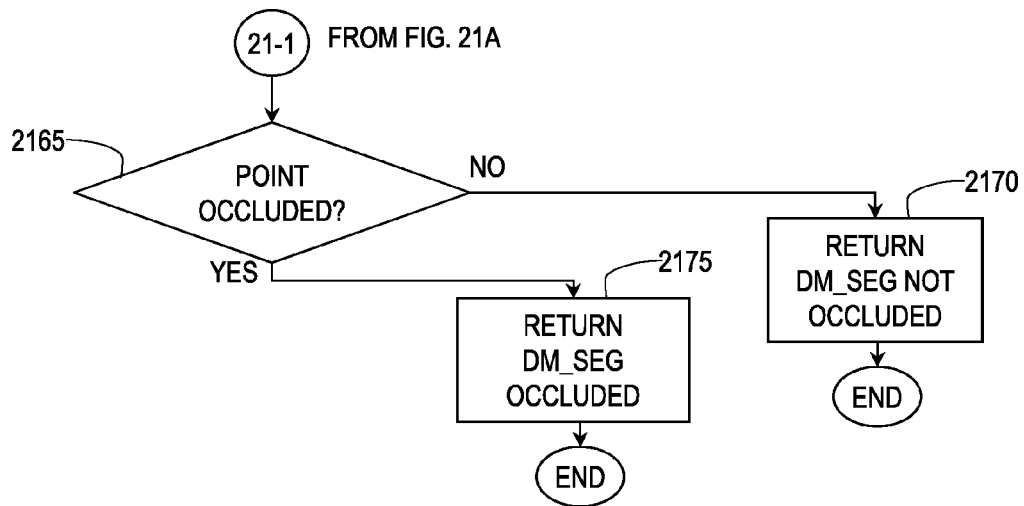 21-1
FROM FIG. 21A
2165
POINT
OCCLUDED?
NO
YES
2170
RETURN
DM_SEG NOT
OCCLUDED
END
2175
RETURN
DM_SEG
OCCLUDED
END